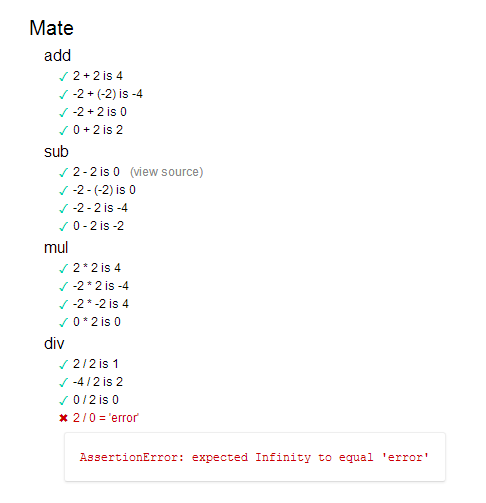 Mate
add
✓ 2 + 2 is 4
✓ -2 + (-2) is -4
✓ -2 + 2 is 0
✓ 0 + 2 is 2
sub
✓ 2 - 2 is 0 (view source)
✓ -2 - (-2) is 0
✓ -2 - 2 is -4
✓ 0 - 2 is -2
mul
✓ 2 * 2 is 4
✓ -2 * 2 is -4
✓ -2 * -2 is 4
✓ 0 * 2 is 0
div
✓ 2 / 2 is 1
✓ -4 / 2 is 2
✓ 0 / 2 is 0
✖ 2 / 0 = 'error'
AssertionError: expected Infinity to equal 'error'